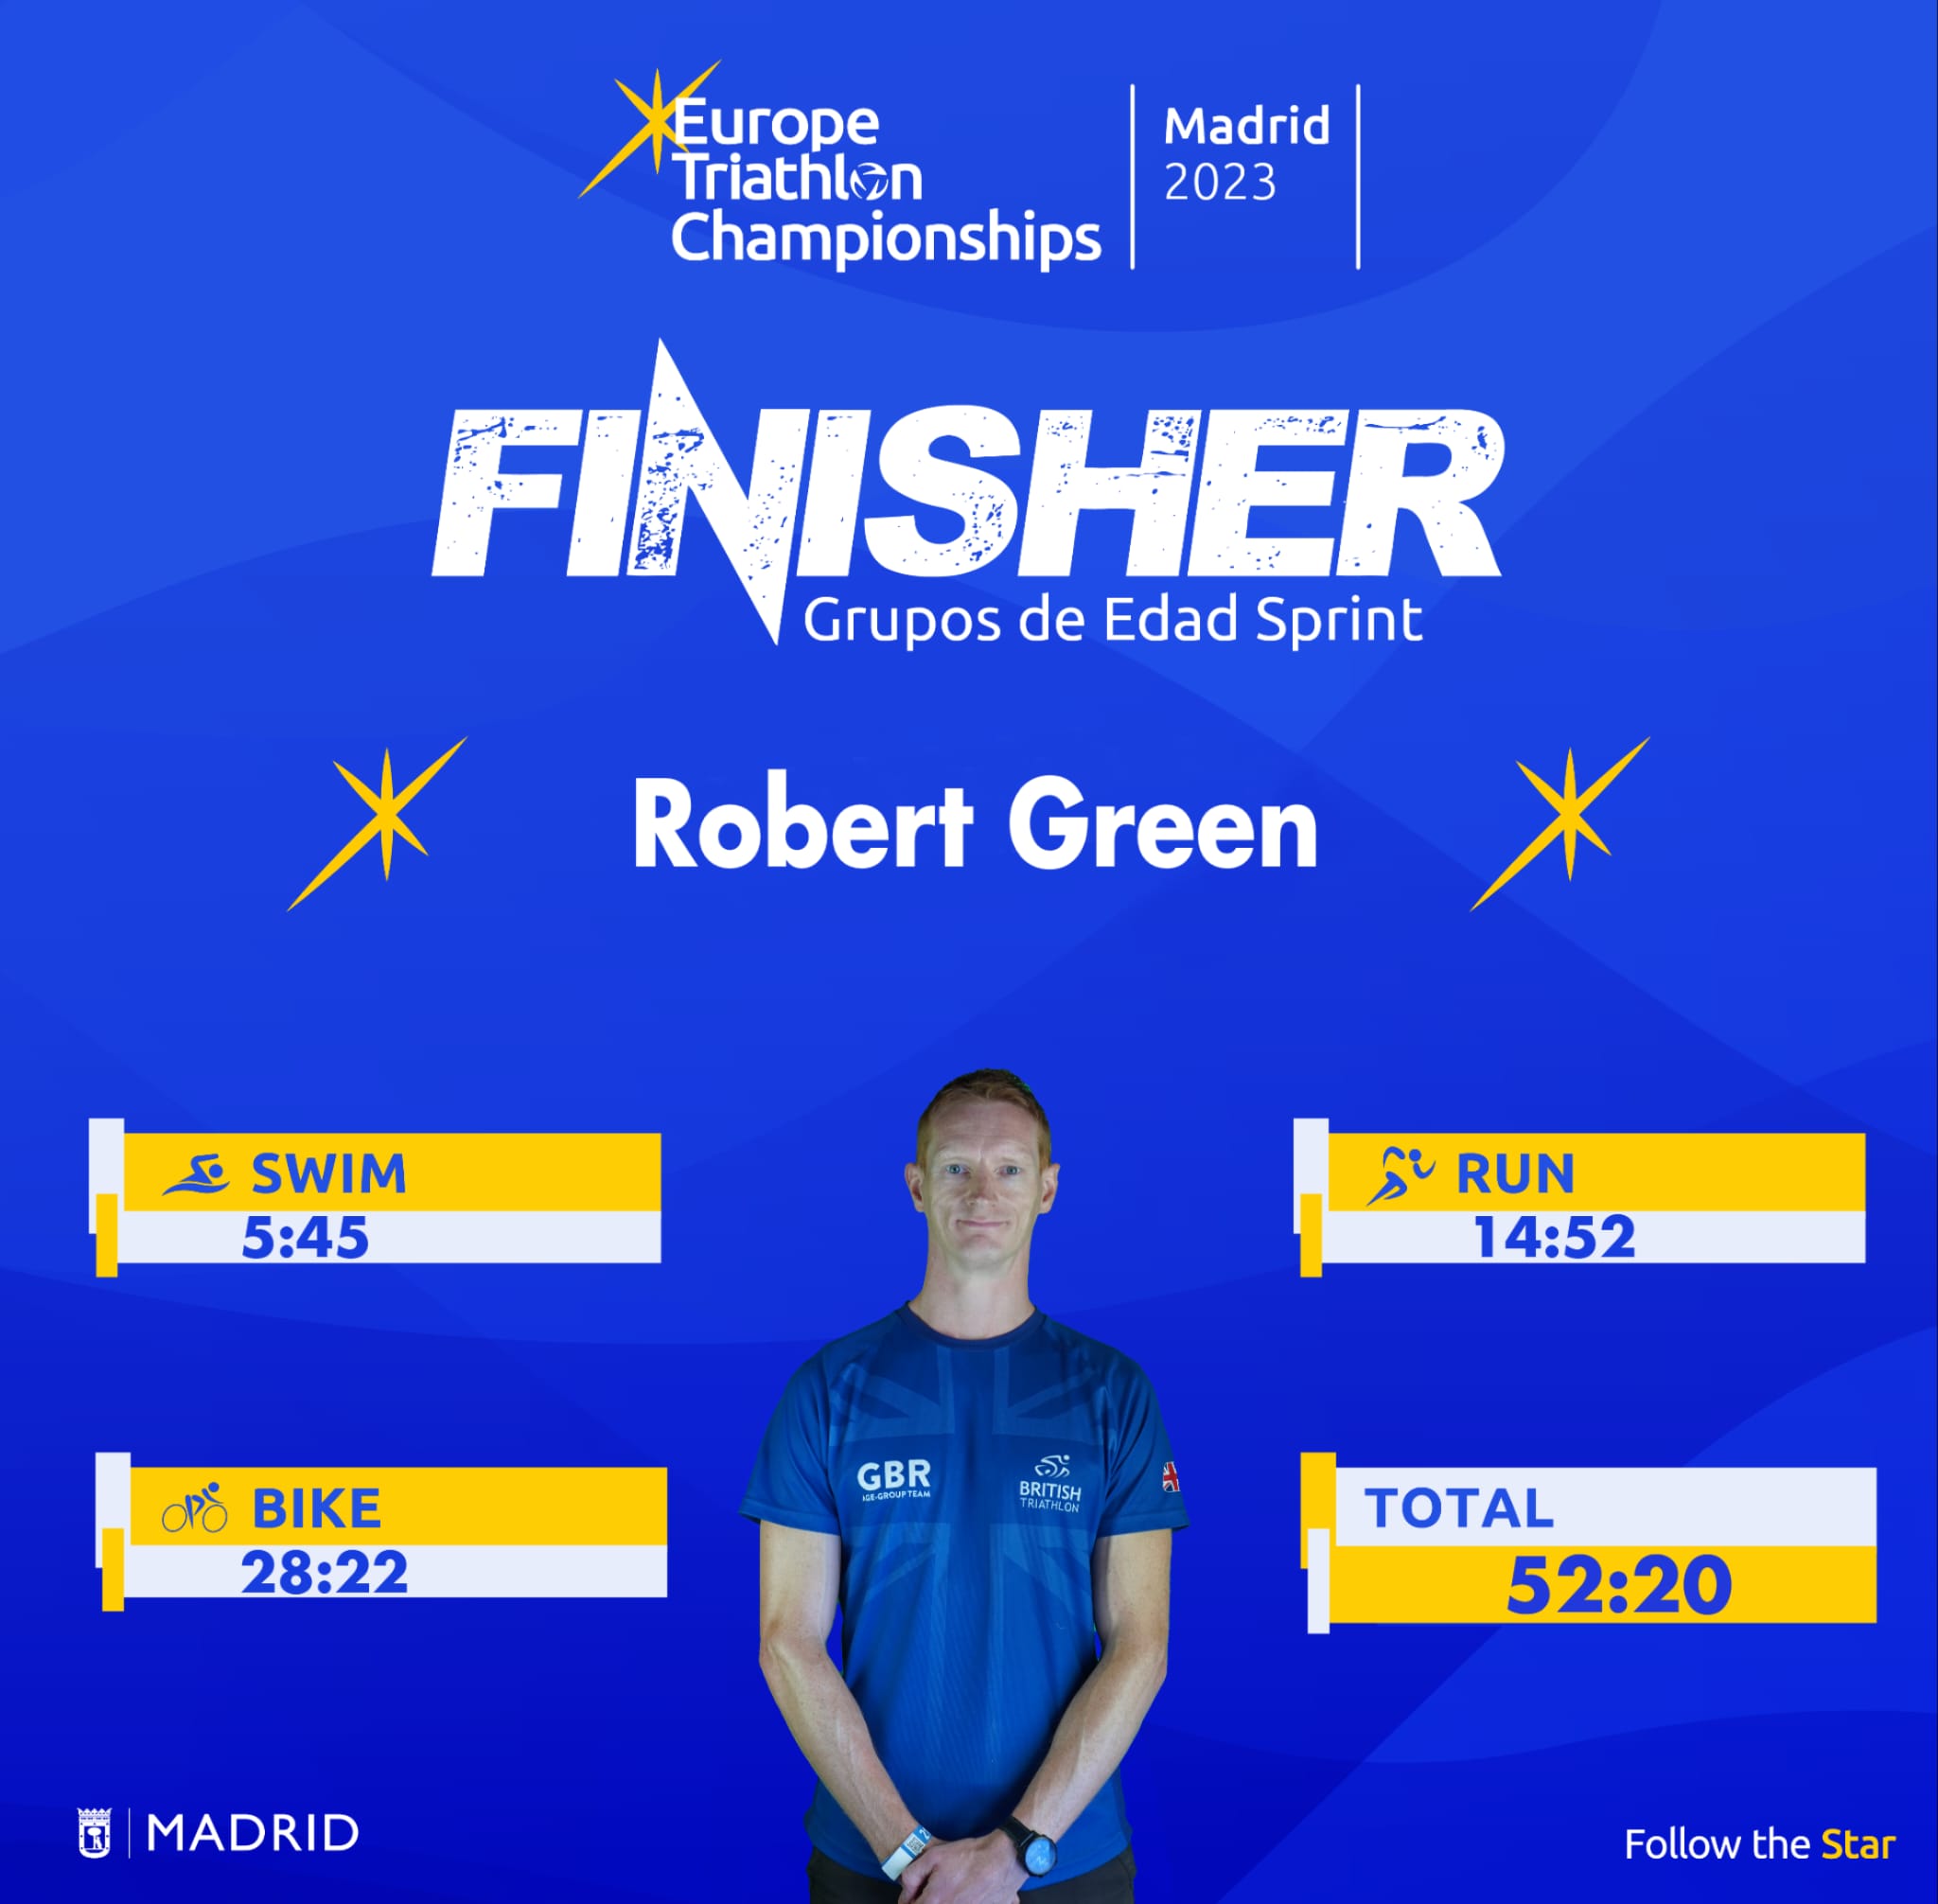 Europe
Triathlon
Championships
Madrid
2023
FINISHER
Grupos de Edad Sprint
Robert Green
SWIM
5:45
RUN
14:52
BIKE
28:22
TOTAL
52:20
GBR
AGE-GROUP TEAM
BRITISH
TRIATHLON
MADRID
Follow the Star